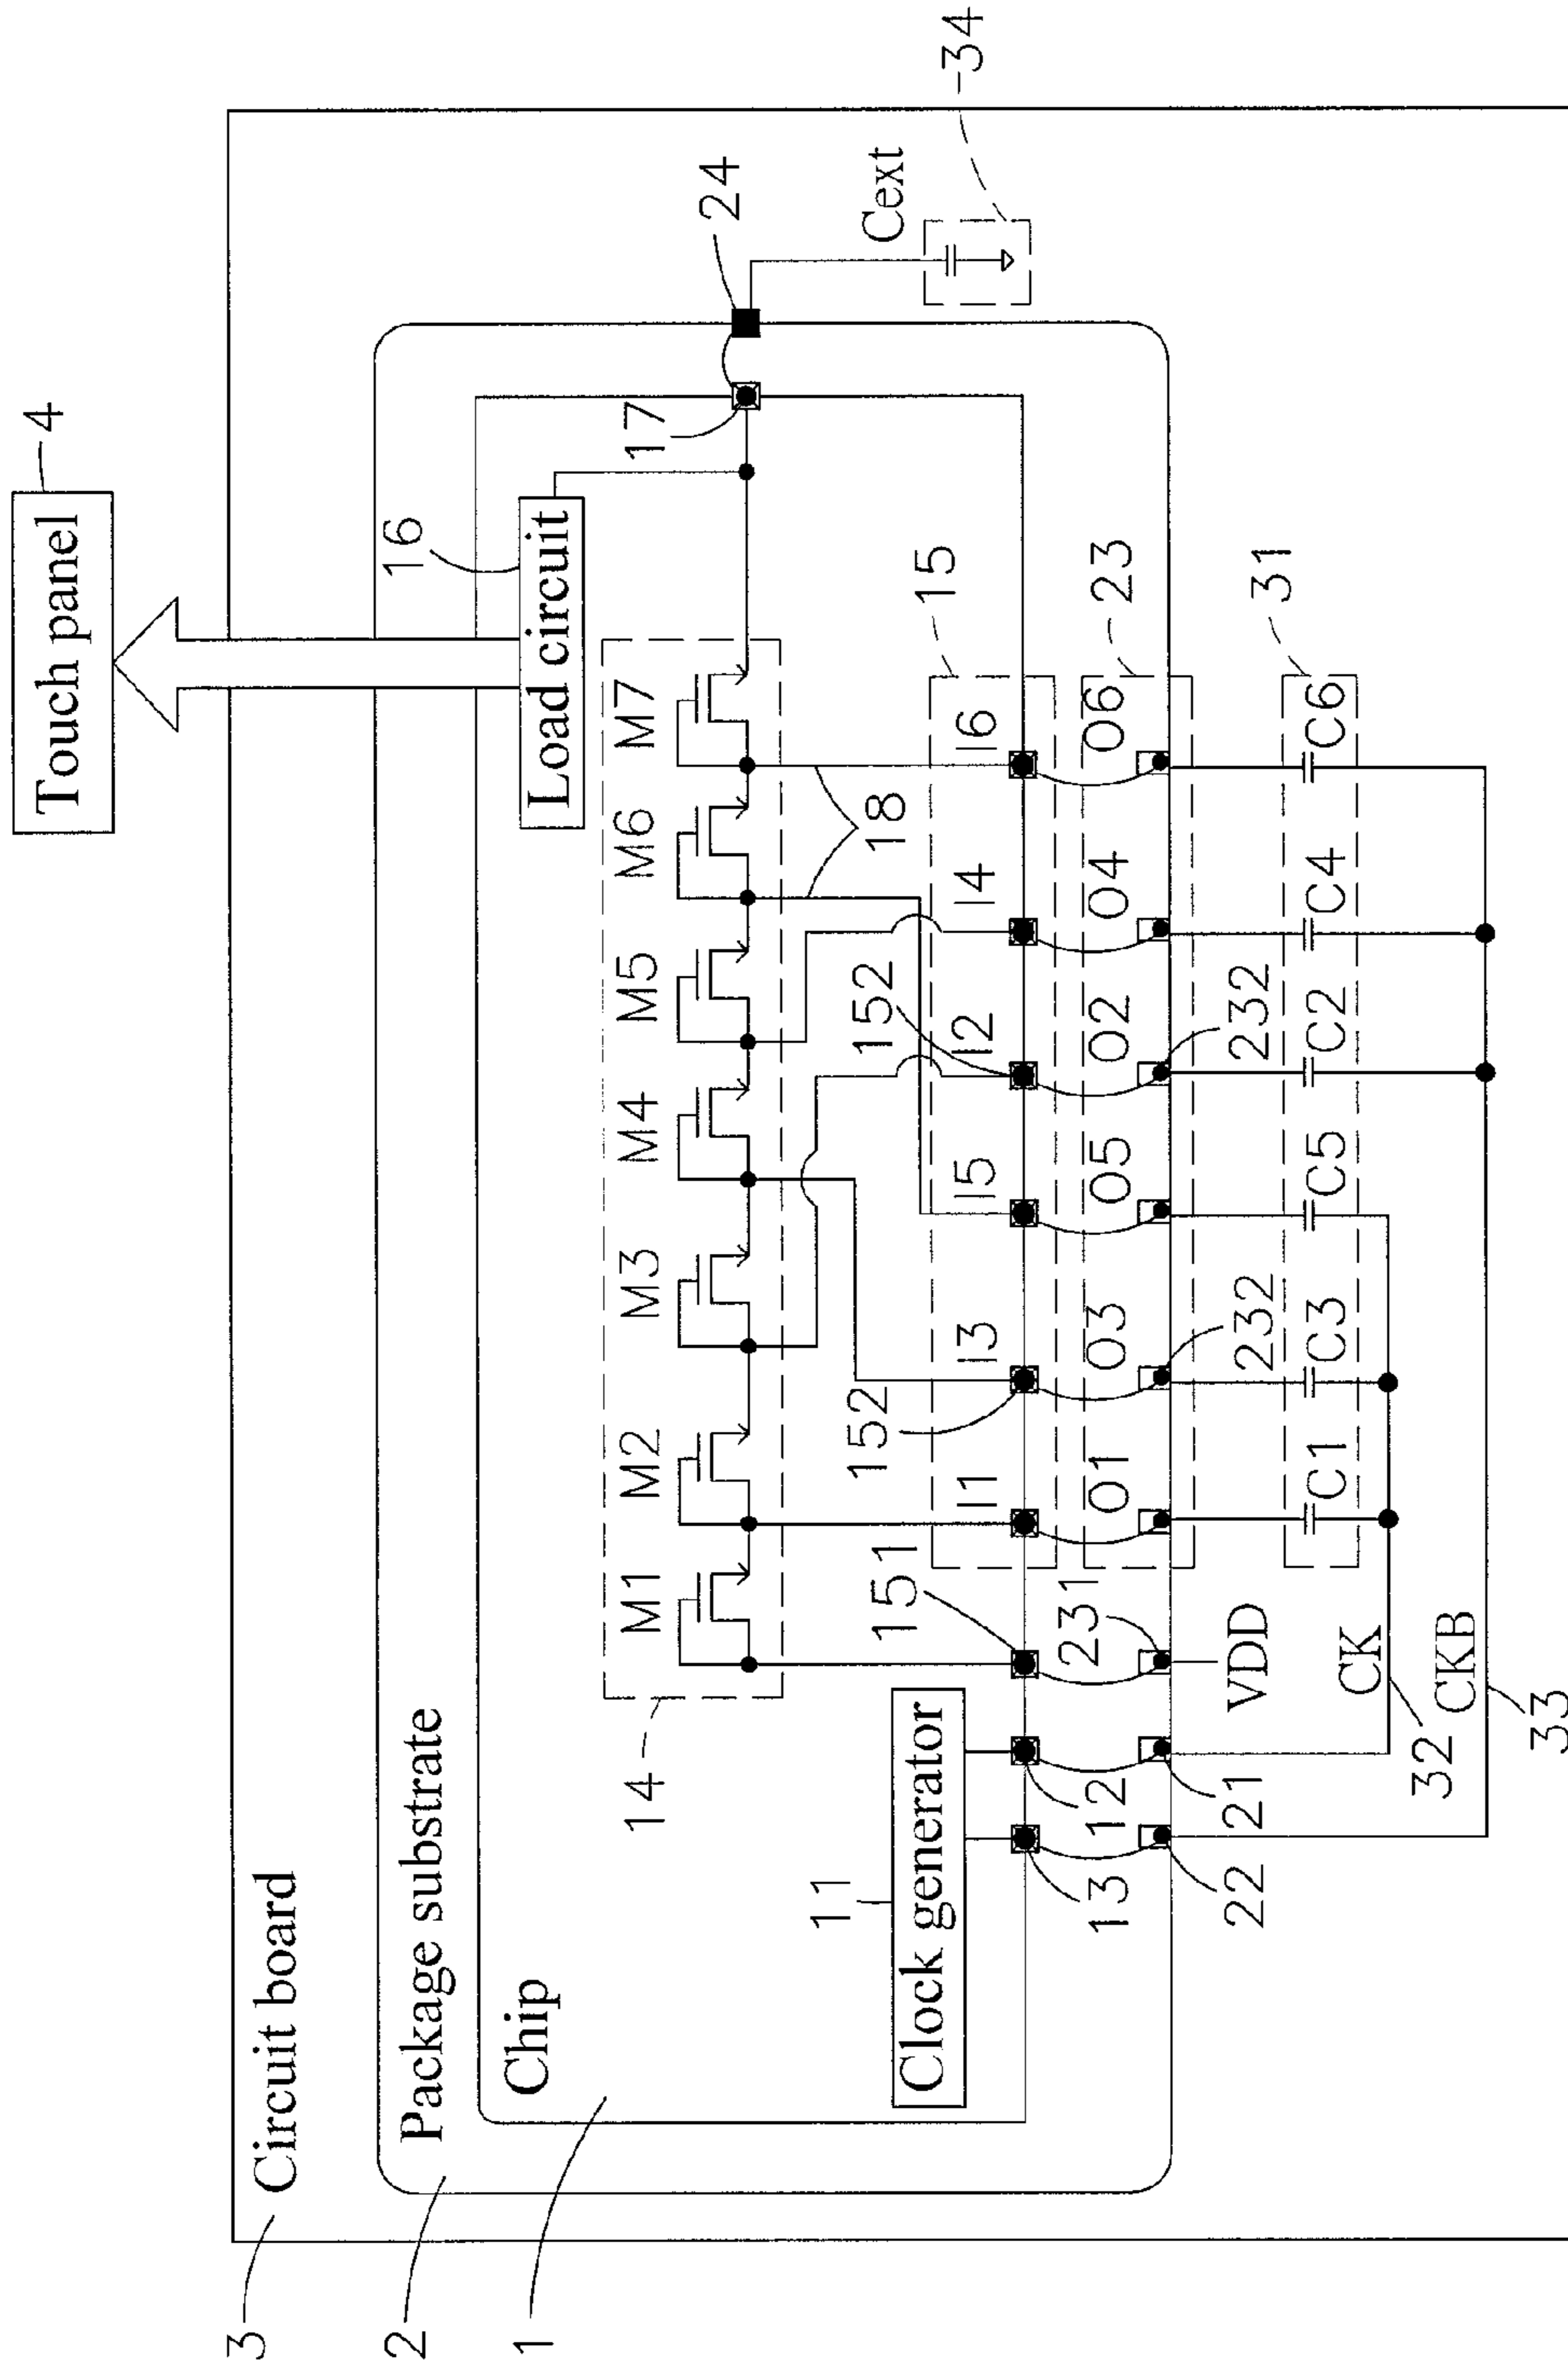 Touch panel
4
3
Circuit board
2
Package substrate
1
Chip
16
Load circuit
17
24
34
Cext
14
M1
M2
M3
M4
M5
M6
M7
18
11
Clock generator
151
152
152
15
I1
I3
I5
I2
I4
I6
13
12
231
O1
O3
O5
O2
O4
O6
23
22
21
VDD
232
232
31
C1
C3
C5
C2
C4
C6
CK
32
CKB
33